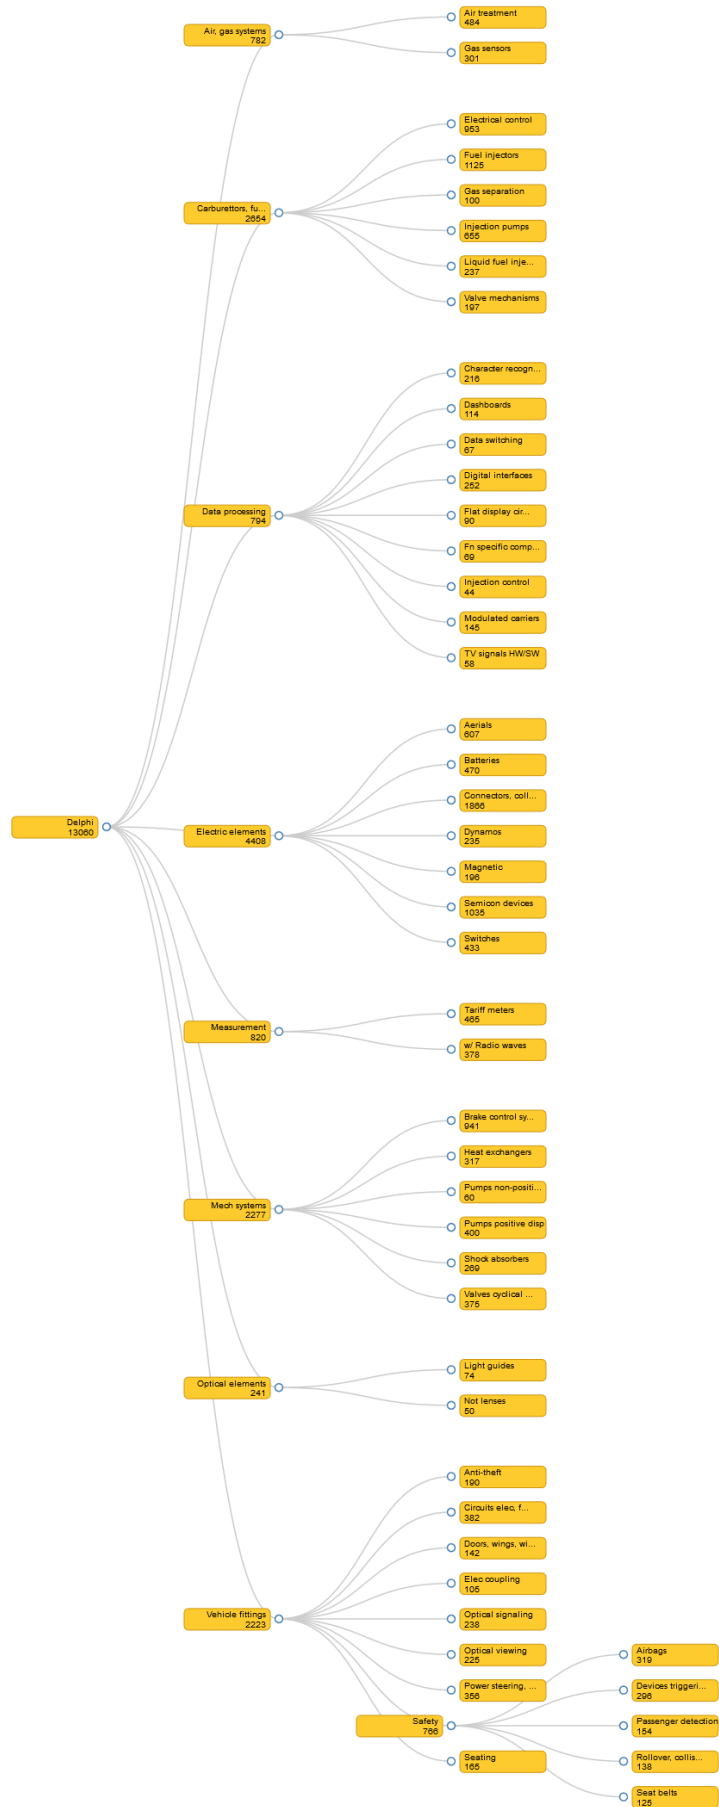 Air treatment
484
Air, gas systems
782
Gas sensors
301
Electrical control
953
Fuel injectors
1125
Gas separation
100
Carburettors, fu...
2654
Injection pumps
655
Liquid fuel inje...
237
Valve mechanisms
197
Character recogn...
216
Dashboards
114
Data switching
67
Digital interfaces
252
Data processing
794
Flat display cir...
90
Fn specific comp...
69
Injection control
44
Modulated carriers
145
TV signals HW/SW
58
Aerials
607
Batteries
470
Connectors, coll...
1866
Delphi
13060
Electric elements
4408
Dynamos
235
Magnetic
196
Semicon devices
1035
Switches
433
Tariff meters
465
Measurement
820
w/ Radio waves
378
Brake control sy...
941
Heat exchangers
317
Pumps non-positi...
60
Mech systems
2277
Pumps positive disp
400
Shock absorbers
269
Valves cyclical ...
375
Light guides
74
Optical elements
241
Not lenses
50
Anti-theft
190
Circuits elec, f...
382
Doors, wings, wi...
142
Elec coupling
105
Vehicle fittings
2223
Optical signaling
238
Optical viewing
225
Airbags
319
Power steering, ...
356
Devices triggeri...
296
Safety
766
Passenger detection
154
Seating
165
Rollover, collis...
138
Seat belts
125